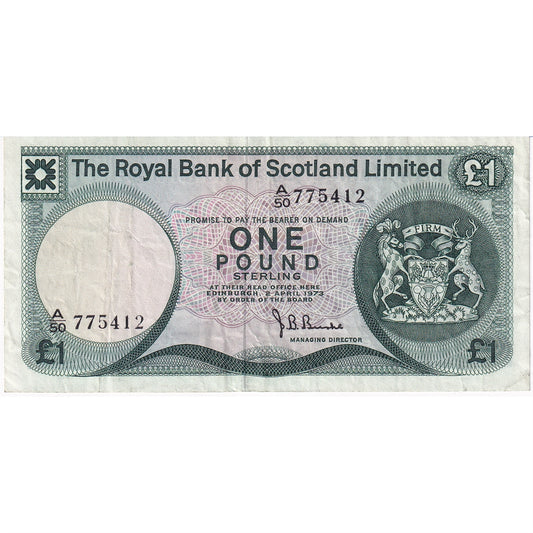 The Royal Bank of Scotland Limited
£1
A/50 775412
PROMISE TO PAY THE BEARER ON DEMAND
ONE
POUND
STERLING
AT THEIR HEAD OFFICE HERE
EDINBURGH, 2 APRIL 1973
BY ORDER OF THE BOARD
FIRM
A/50 775412
J B Burke
MANAGING DIRECTOR
£1
£1